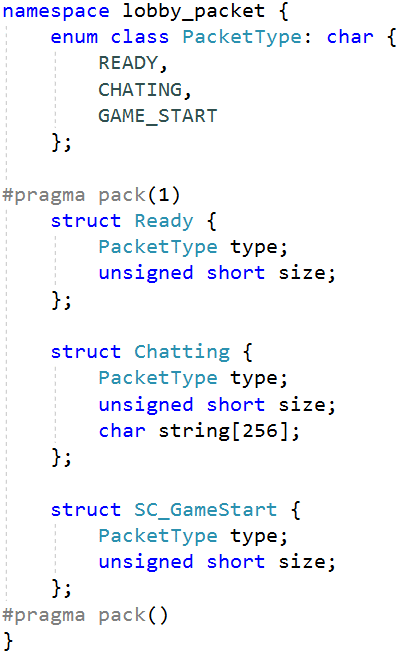 namespace lobby_packet {
    enum class PacketType: char {
        READY,
        CHATING,
        GAME_START
    };

#pragma pack(1)
    struct Ready {
        PacketType type;
        unsigned short size;
    };

    struct Chatting {
        PacketType type;
        unsigned short size;
        char string[256];
    };

    struct SC_GameStart {
        PacketType type;
        unsigned short size;
    };
#pragma pack()
}